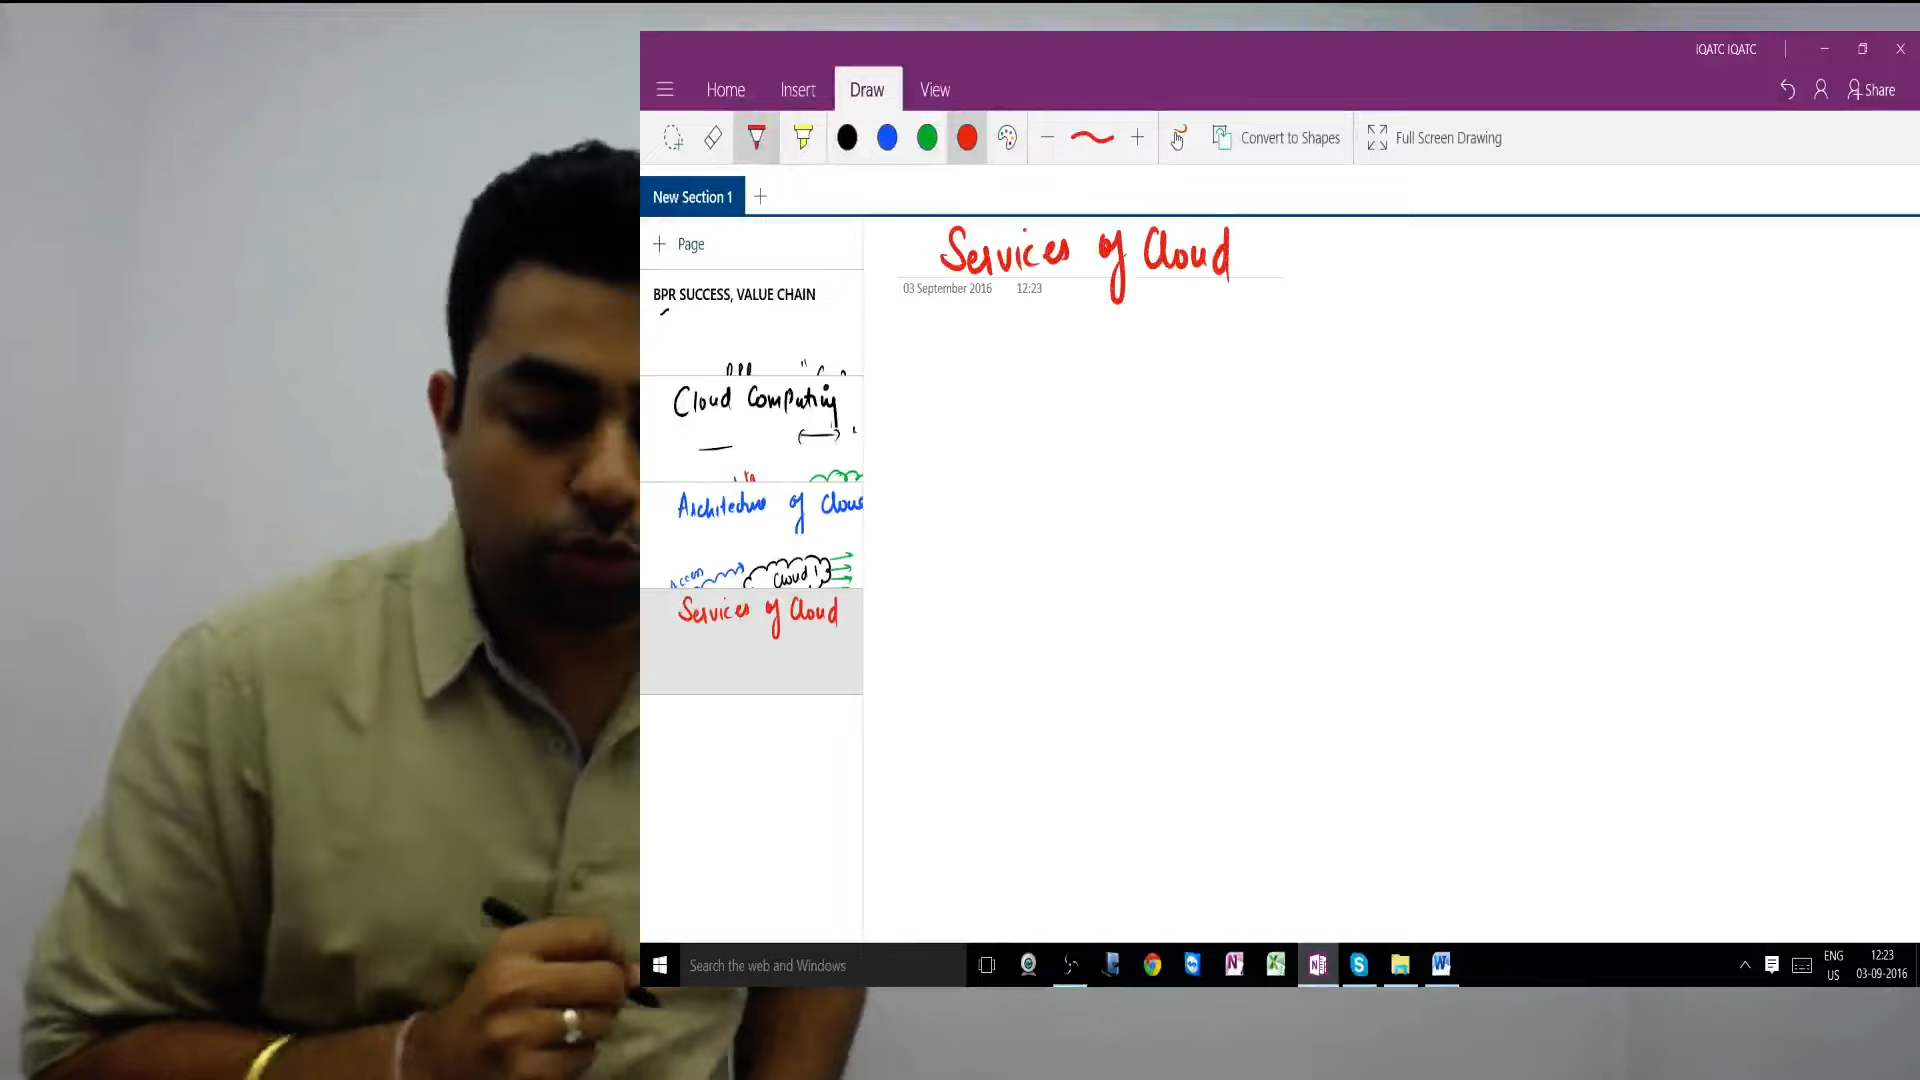 IQATC IQATC
Home Insert Draw View
Share
Convert to Shapes Full Screen Drawing
New Section 1
Page
Services of Cloud
03 September 2016 12:23
BPR SUCCESS, VALUE CHAIN
Cloud Computing
Architecture of Cloud
Access
Cloud 1
Services of Cloud
Search the web and Windows
ENG
US
12:23
03-09-2016